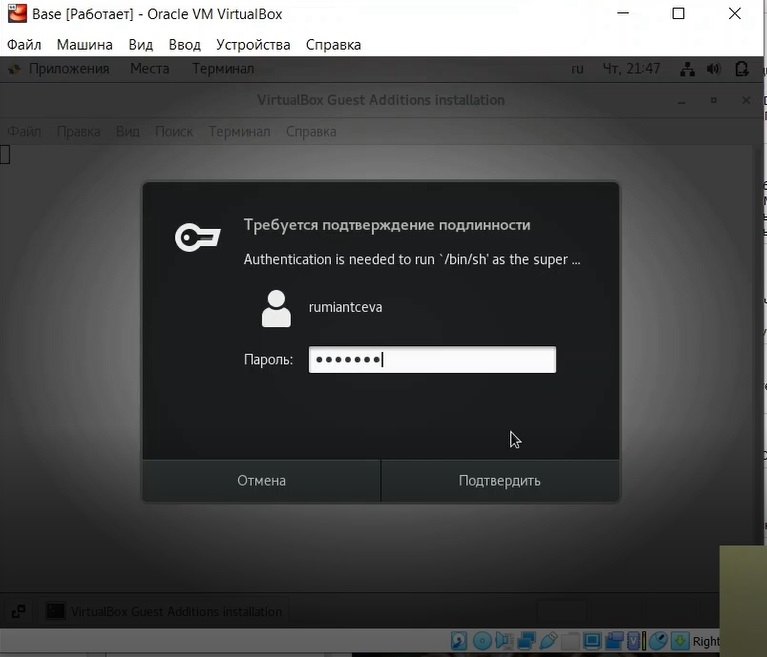 Base [Работает] - Oracle VM VirtualBox
Файл Машина Вид Ввод Устройства Справка
Приложения Места Терминал ru Чт, 21:47
VirtualBox Guest Additions installation
Файл Правка Вид Поиск Терминал Справка
Требуется подтверждение подлинности
Authentication is needed to run `/bin/sh' as the super ...
rumiantceva
Пароль:
Отмена Подтвердить
VirtualBox Guest Additions installation
Right